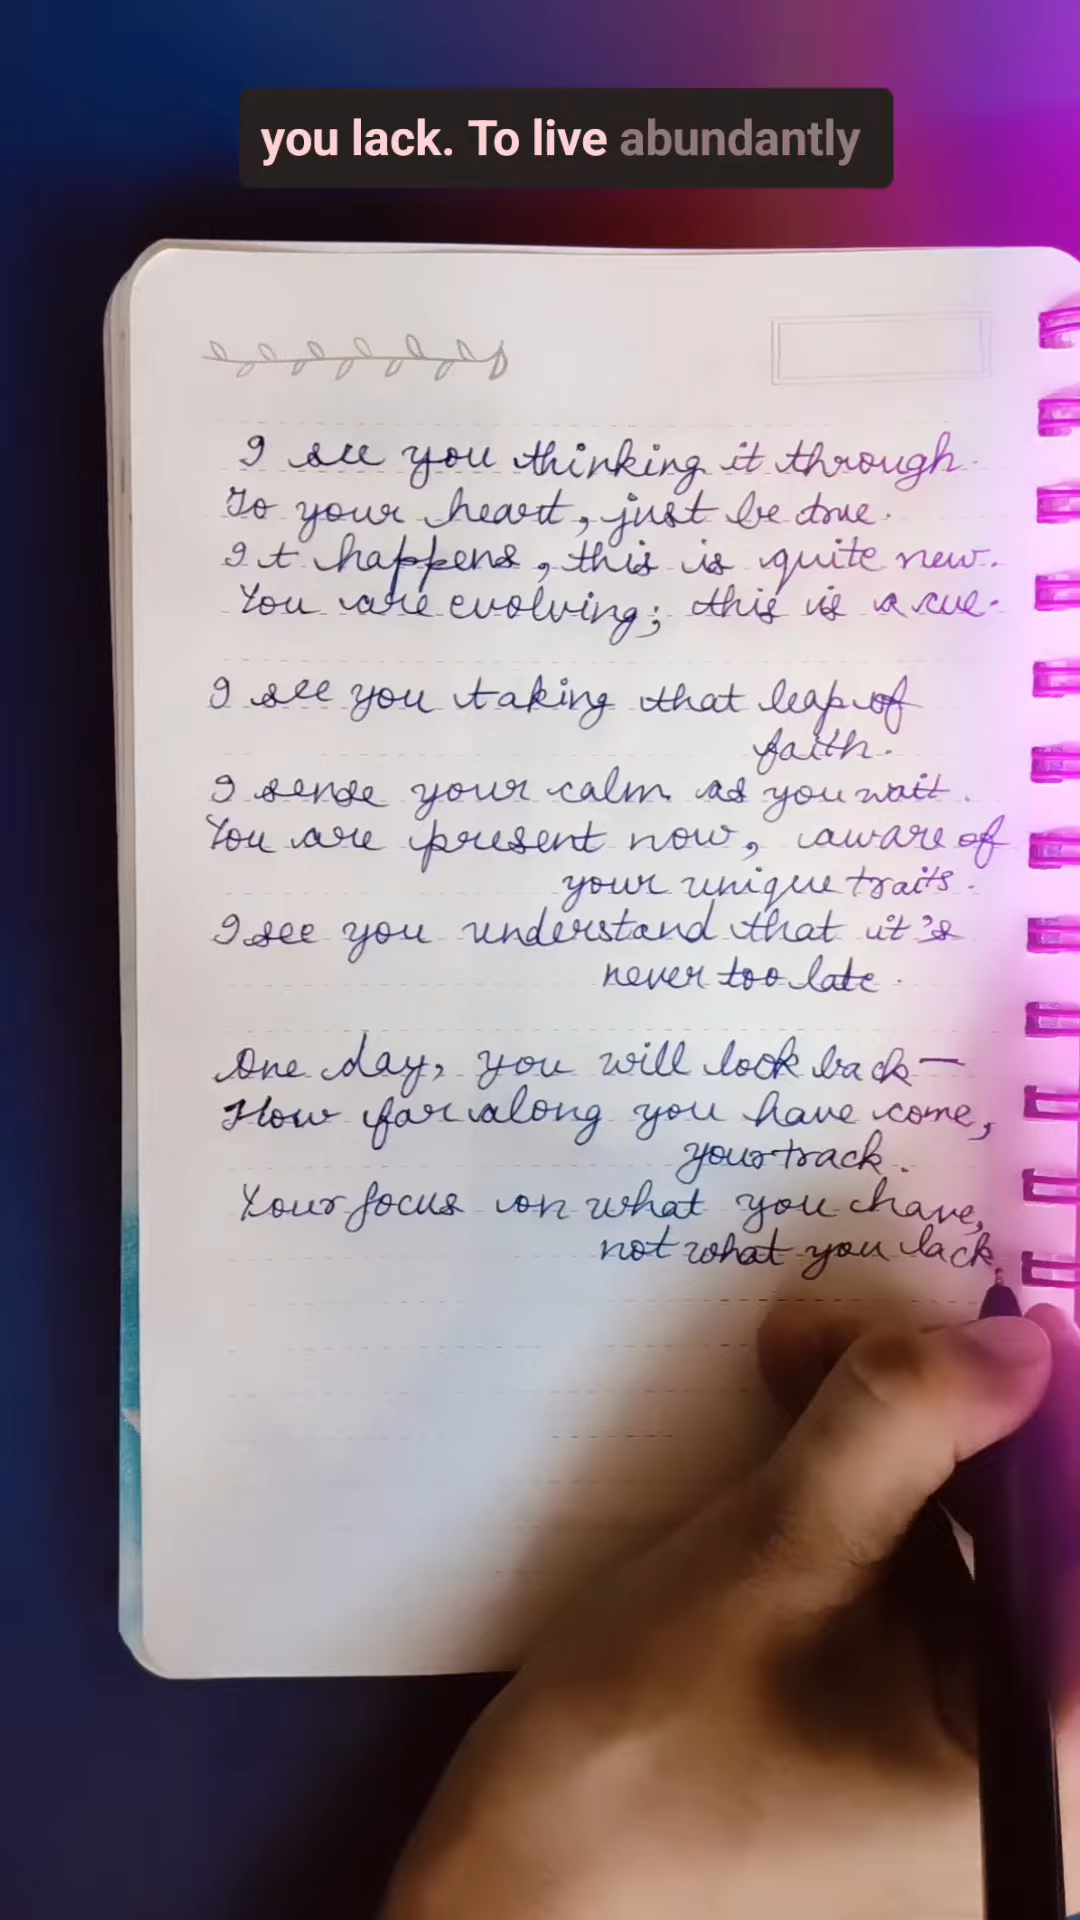 you lack. To live abundantly
I see you thinking it through.
To your heart, just be true.
It happens, this is quite new.
You are evolving; this is a cue.
I see you taking that leap of
faith.
I sense your calm as you wait.
You are present now, aware of
your unique traits.
I see you understand that it's
never too late.
One day, you will look back—
How far along you have come,
your track.
Your focus on what you have,
not what you lack.